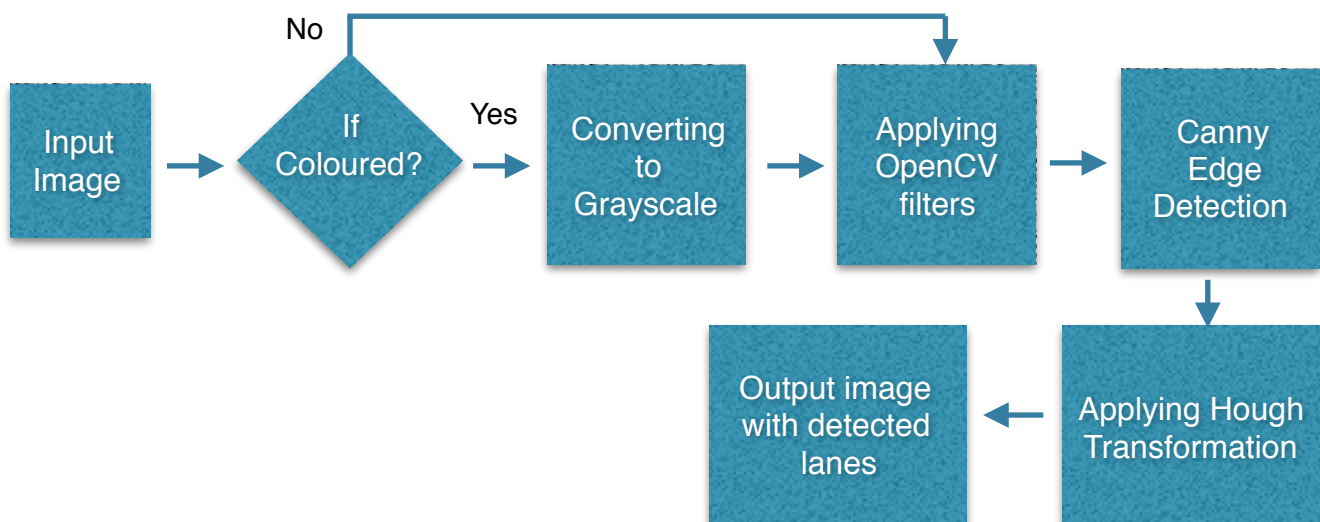 No
Input
Image
If
Coloured?
Yes
Converting
to
Grayscale
Applying
OpenCV
filters
Canny
Edge
Detection
Applying Hough
Transformation
Output image
with detected
lanes